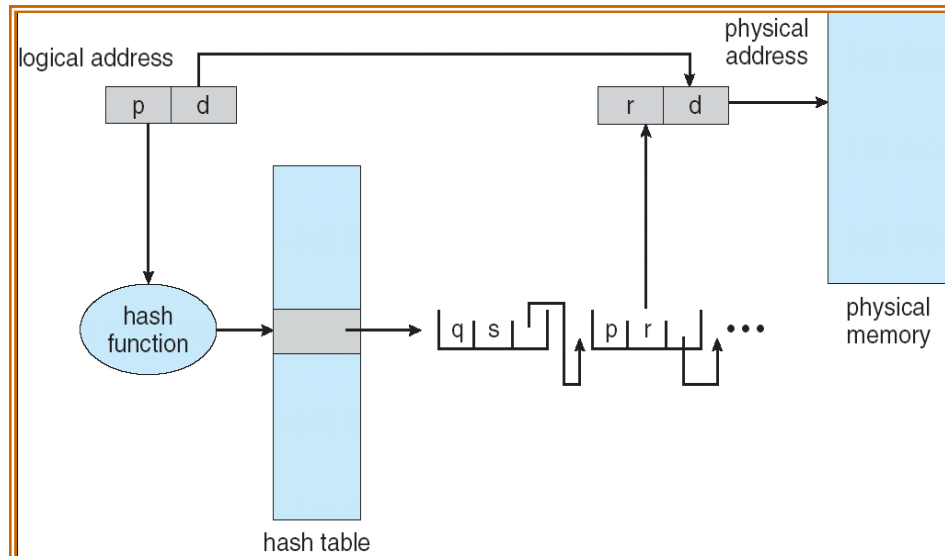 logical address
physical
address
p d
r d
hash
function
q s
p r
•••
physical
memory
hash table